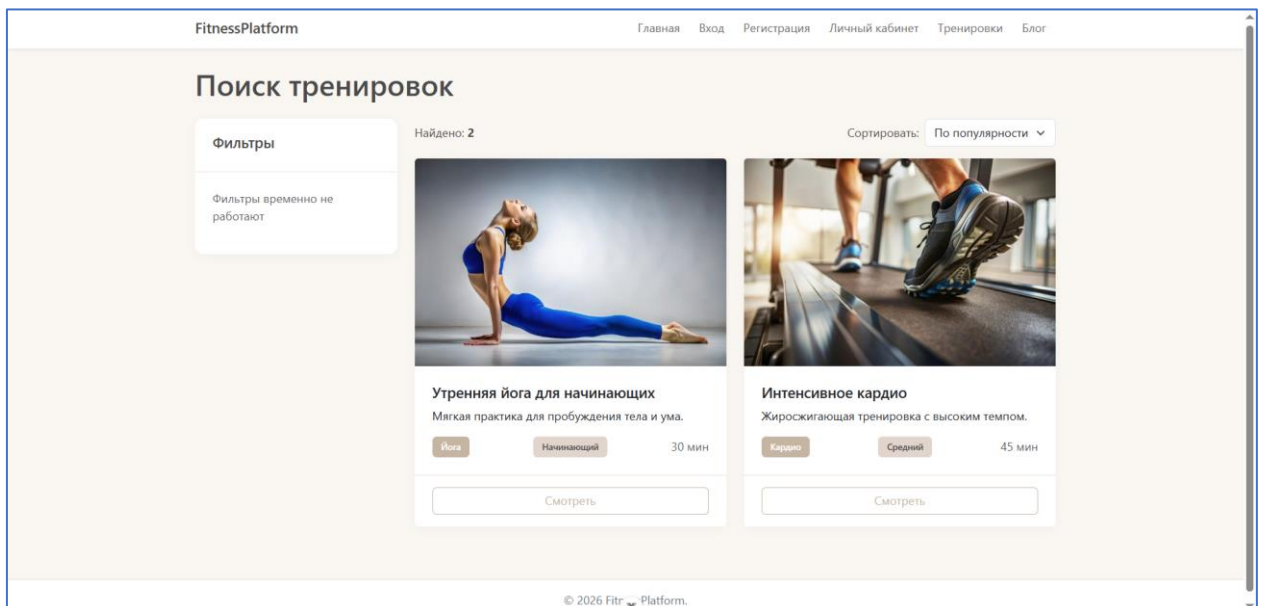 FitnessPlatform Главная Вход Регистрация Личный кабинет Тренировки Блог
Поиск тренировок
Фильтры
Фильтры временно не
работают
Найдено: 2
Сортировать: По популярности
Утренняя йога для начинающих
Мягкая практика для пробуждения тела и ума.
Йога Начинающий 30 мин
Смотреть
Интенсивное кардио
Жиросжигающая тренировка с высоким темпом.
Кардио Средний 45 мин
Смотреть
© 2026 Fitn Platform.